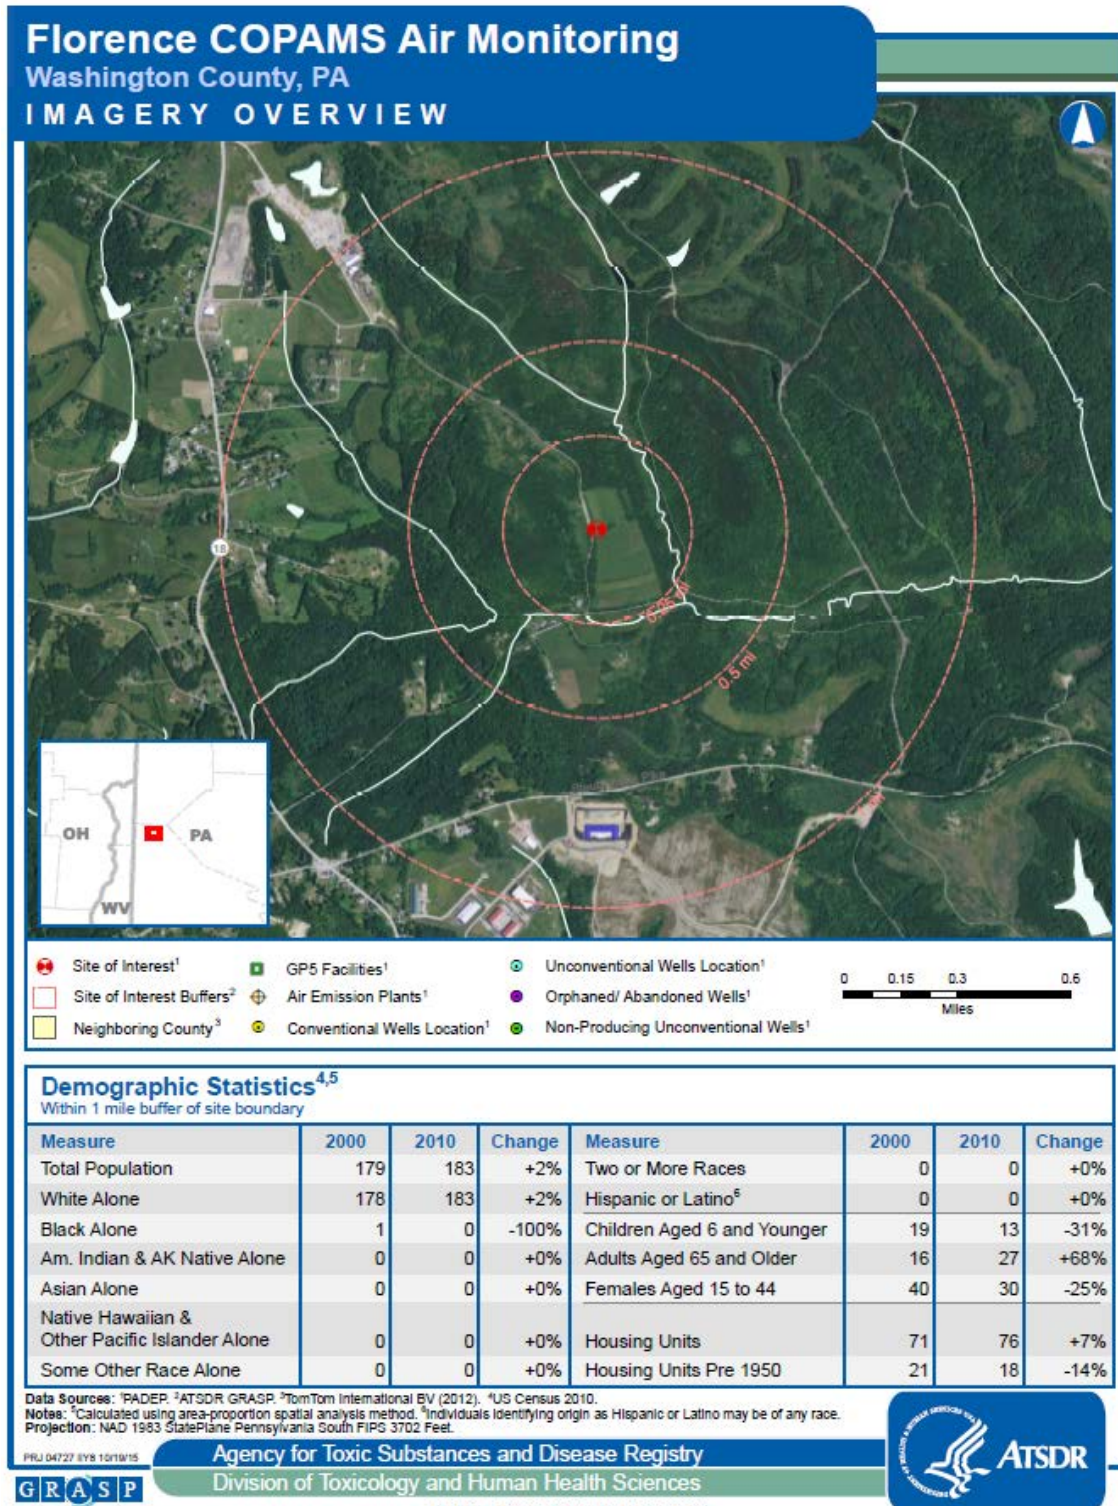 Florence COPAMS Air Monitoring
Washington County, PA
IMAGERY OVERVIEW
18
0.25 mi
0.5 mi
OH
PA
WV
Site of Interest¹
GP5 Facilities¹
Unconventional Wells Location¹
Site of Interest Buffers²
Air Emission Plants¹
Orphaned/ Abandoned Wells¹
Neighboring County³
Conventional Wells Location¹
Non-Producing Unconventional Wells¹
0 0.15 0.3 0.6
Miles
Demographic Statistics⁴,⁵
Within 1 mile buffer of site boundary
Measure 2000 2010 Change Measure 2000 2010 Change
Total Population 179 183 +2% Two or More Races 0 0 +0%
White Alone 178 183 +2% Hispanic or Latino⁶ 0 0 +0%
Black Alone 1 0 -100% Children Aged 6 and Younger 19 13 -31%
Am. Indian & AK Native Alone 0 0 +0% Adults Aged 65 and Older 16 27 +68%
Asian Alone 0 0 +0% Females Aged 15 to 44 40 30 -25%
Native Hawaiian &
Other Pacific Islander Alone 0 0 +0% Housing Units 71 76 +7%
Some Other Race Alone 0 0 +0% Housing Units Pre 1950 21 18 -14%
Data Sources: ¹PADEP. ²ATSDR GRASP. ³TomTom International BV (2012). ⁴US Census 2010.
Notes: ⁵Calculated using area-proportion spatial analysis method. ⁶Individuals identifying origin as Hispanic or Latino may be of any race.
Projection: NAD 1983 StatePlane Pennsylvania South FIPS 3702 Feet.
PRJ 04727 IIY8 10/19/15
Agency for Toxic Substances and Disease Registry
GRASP
Division of Toxicology and Human Health Sciences
ATSDR